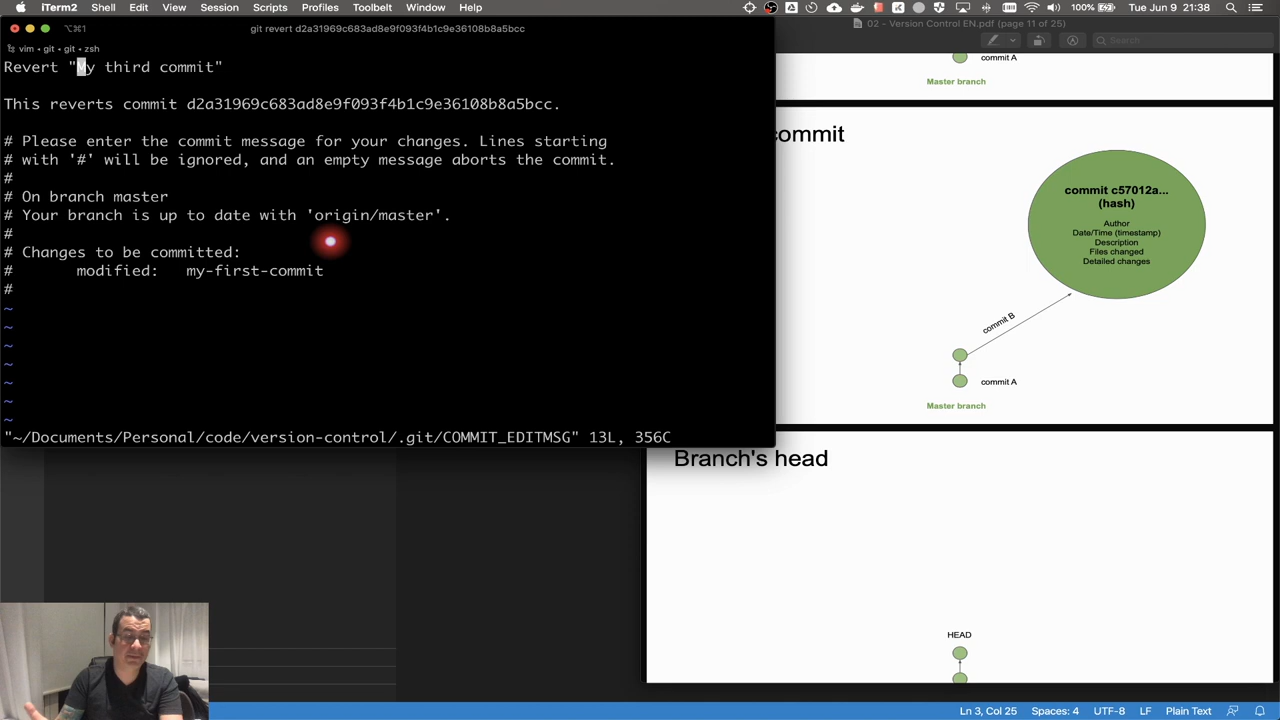 iTerm2
Shell
Edit
View
Session
Scripts
Profiles
Toolbelt
Window
Help
Tue 19 Apr 21:38
⌥⌘1
git revert d2a31969c683ad8e9f093f4b1c9e36108b8a5bcc
vim • git • git • zsh
Revert "My third commit"
This reverts commit d2a31969c683ad8e9f093f4b1c9e36108b8a5bcc.
# Please enter the commit message for your changes. Lines starting
# with '#' will be ignored, and an empty message aborts the commit.
#
# On branch master
# Your branch is up to date with 'origin/master'.
#
# Changes to be committed:
#       modified:   my-first-commit
#
~
~
~
~
~
~
~
"~/Documents/Personal/code/version-control/.git/COMMIT_EDITMSG" 13L, 356C
02 – Version Control EN.pdf (page 11 of 25)
Search
commit A
Master branch
commit
commit c57012a...
(hash)
Author
Date/Time (timestamp)
Description
Files changed
Detailed changes
commit B
commit A
Master branch
Branch's head
HEAD
Ln 3, Col 25
Spaces: 4
UTF-8
LF
Plain Text